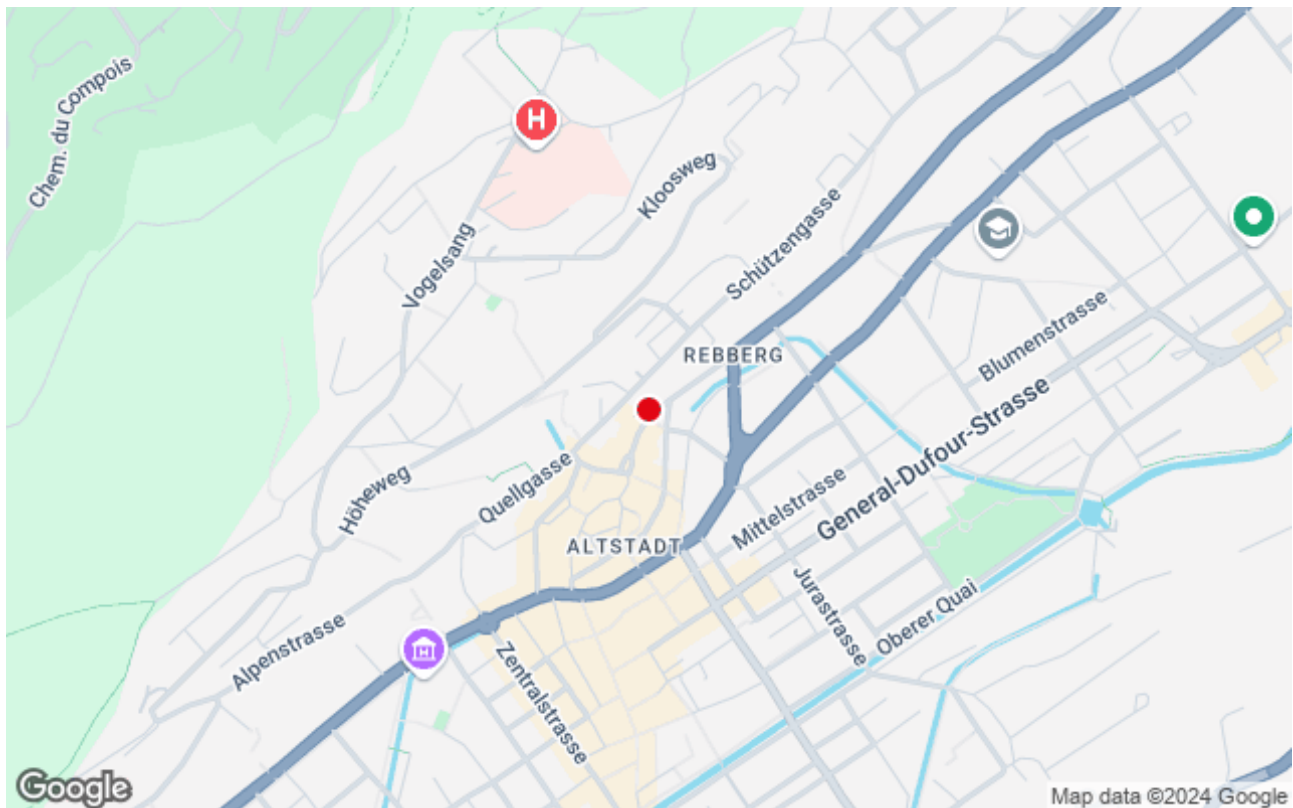 Chem. du Compois
H
Kloosweg
Vogelsang
Schützengasse
REBBERG
Blumenstrasse
General-Dufour-Strasse
Höheweg
Quellgasse
Mittelstrasse
ALTSTADT
Jurastrasse
Oberer Quai
Alpenstrasse
Zentralstrasse
Google
Map data ©2024 Google